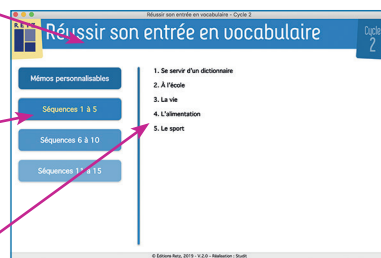 Réussir son entrée en vocabulaire - Cycle 2
RETZ
Réussir son entrée en vocabulaire
Cycle
2
Mémos personnalisables
Séquences 1 à 5
Séquences 6 à 10
Séquences 11 à 15
1. Se servir d'un dictionnaire
2. À l'école
3. La vie
4. L'alimentation
5. Le sport
© Éditions Retz, 2019 - V.2.0 - Réalisation : Studit